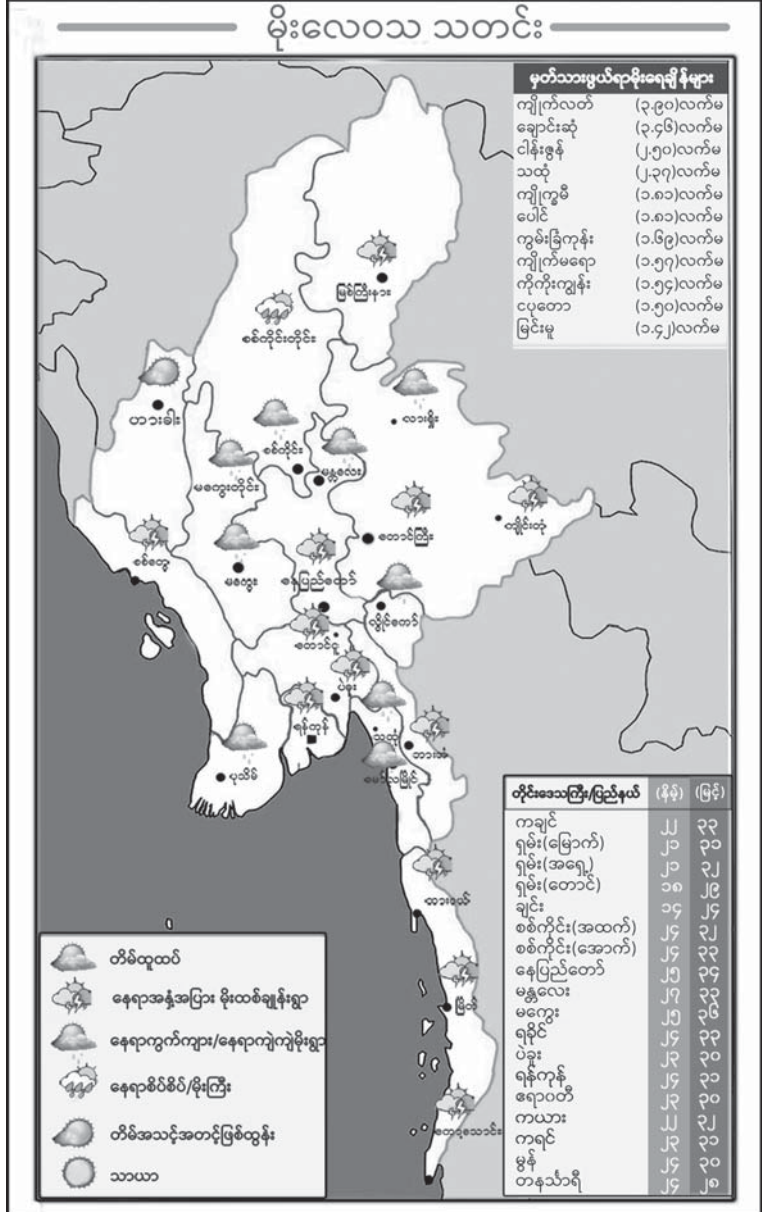 မိုးလေဝသ သတင်း
မှတ်သားဖွယ်ရာမိုးရေချိန်များ
ကျိုက်လတ် (၃.၉၀)လက်မ
ချောင်းဆုံ (၃.၄၆)လက်မ
ငါန်းဇွန် (၂.၅၀)လက်မ
သထုံ (၂.၃၇)လက်မ
ကျိုက္ခမီ (၁.၈၁)လက်မ
ပေါင် (၁.၈၁)လက်မ
ကွမ်းခြံကုန်း (၁.၆၉)လက်မ
ကျိုက်မရော (၁.၅၇)လက်မ
ကိုကိုးကျွန်း (၁.၅၄)လက်မ
ငပုတော (၁.၅၀)လက်မ
မြင်းမူ (၁.၄၂)လက်မ
မြစ်ကြီးနား
စစ်ကိုင်းတိုင်း
ဟားခါး
လားရှိုး
စစ်ကိုင်း
မန္တလေး
မကွေးတိုင်း
ကျိုင်းတုံ
တောင်ကြီး
စစ်တွေ
မကွေး
နေပြည်တော်
လွိုင်ကော်
တောင်ငူ
ပဲခူး
ရန်ကုန်
သထုံ
ဘားအံ
မော်လမြိုင်
ပုသိမ်
ထားဝယ်
မြိတ်
ကော့သောင်း
တိုင်းဒေသကြီး/ပြည်နယ် (နိမ့်) (မြင့်)
ကချင် ၂၂ ၃၃
ရှမ်း(မြောက်) ၂၁ ၃၁
ရှမ်း(အရှေ့) ၂၁ ၃၂
ရှမ်း(တောင်) ၁၈ ၂၉
ချင်း ၁၄ ၂၄
စစ်ကိုင်း(အထက်) ၂၄ ၃၂
စစ်ကိုင်း(အောက်) ၂၄ ၃၃
နေပြည်တော် ၂၅ ၃၄
မန္တလေး ၂၇ ၃၃
မကွေး ၂၅ ၃၆
ရခိုင် ၂၄ ၃၃
ပဲခူး ၂၃ ၃၀
ရန်ကုန် ၂၄ ၃၁
ဧရာဝတီ ၂၃ ၃၀
ကယား ၂၂ ၃၂
ကရင် ၂၃ ၃၁
မွန် ၂၄ ၃၀
တနင်္သာရီ ၂၄ ၂၈
တိမ်ထူထပ်
နေရာအနှံ့အပြား မိုးထစ်ချုန်းရွာ
နေရာကွက်ကျား/နေရာကျဲကျဲမိုးရွာ
နေရာစိပ်စိပ်/မိုးကြီး
တိမ်အသင့်အတင့်ဖြစ်ထွန်း
သာယာ